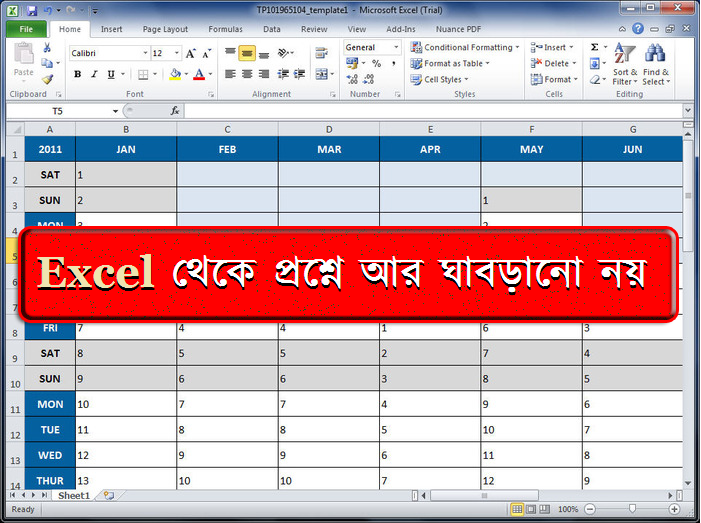 TP101965104_template1 - Microsoft Excel (Trial)
File Home Insert Page Layout Formulas Data Review View Add-Ins Nuance PDF
Calibri 12 General Conditional Formatting Insert
Paste B I U A $ % , Format as Table Delete Sort & Find &
Cell Styles Format Filter Select
Clipboard Font Alignment Number Styles Cells Editing
T5 fx
A B C D E F G
1 2011 JAN FEB MAR APR MAY JUN
2 SAT 1
3 SUN 2 1
5
Excel থেকে প্রশ্নে আর ঘাবড়ানো নয়
8 FRI 7 4 4 1 6 3
9 SAT 8 5 5 2 7 4
10 SUN 9 6 6 3 8 5
11 MON 10 7 7 4 9 6
12 TUE 11 8 8 5 10 7
13 WED 12 9 9 6 11 8
14 THUR 13 10 10 7 12 9
Sheet1
Ready 100%